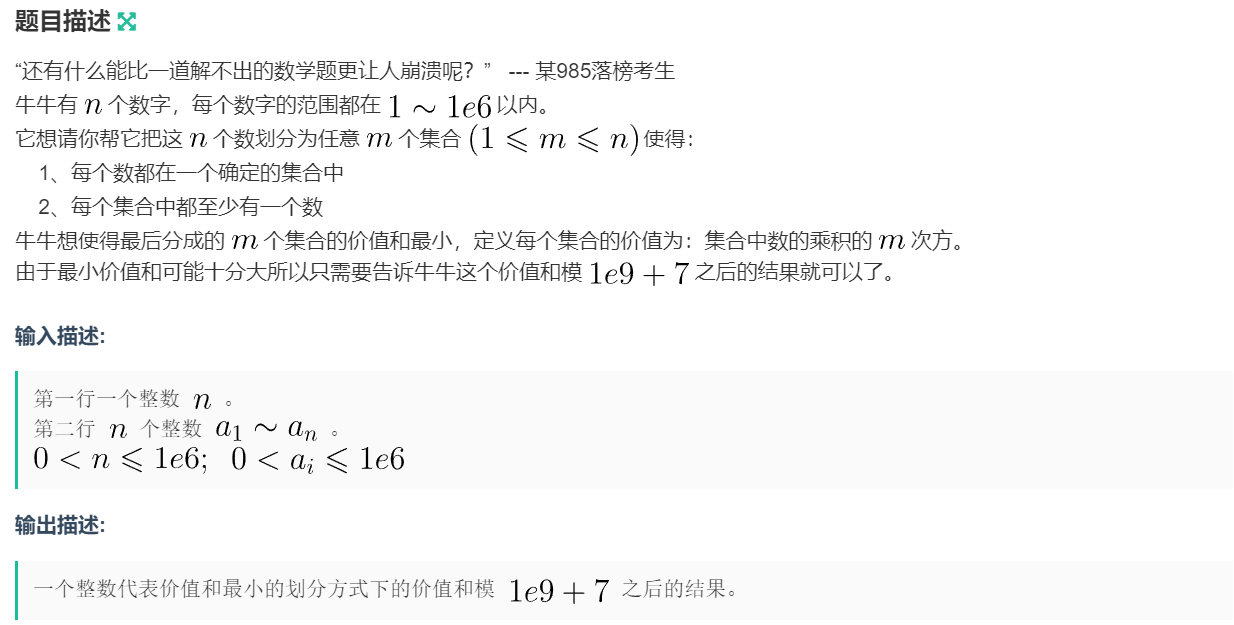 题目描述
“还有什么能比一道解不出的数学题更让人崩溃呢？” --- 某985落榜考生
牛牛有 n 个数字，每个数字的范围都在 1 ∼ 1e6 以内。
它想请你帮它把这 n 个数划分为任意 m 个集合 (1 ⩽ m ⩽ n) 使得：
1、每个数都在一个确定的集合中
2、每个集合中都至少有一个数
牛牛想使得最后分成的 m 个集合的价值和最小，定义每个集合的价值为：集合中数的乘积的 m 次方。
由于最小价值和可能十分大所以只需要告诉牛牛这个价值和模 1e9 + 7 之后的结果就可以了。
输入描述:
第一行一个整数 n 。
第二行 n 个整数 a₁ ∼ aₙ 。
0 < n ⩽ 1e6; 0 < aᵢ ⩽ 1e6
输出描述:
一个整数代表价值和最小的划分方式下的价值和模 1e9 + 7 之后的结果。